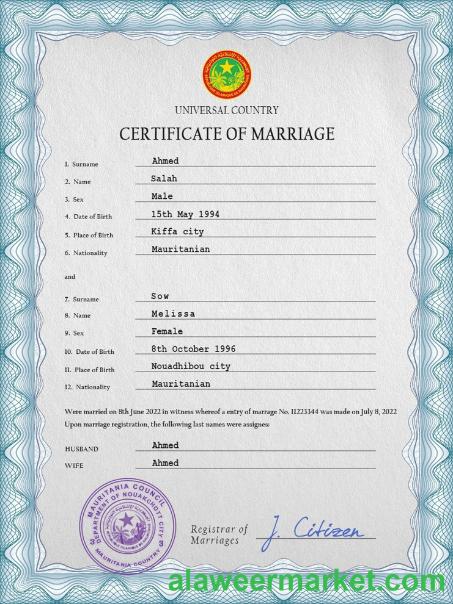 UNIVERSAL COUNTRY
CERTIFICATE OF MARRIAGE
1. Surname Ahmed
2. Name Salah
3. Sex Male
4. Date of Birth 15th May 1994
5. Place of Birth Kiffa city
6. Nationality Mauritanian
and
7. Surname Sow
8. Name Melissa
9. Sex Female
10. Date of Birth 8th October 1996
11. Place of Birth Nouadhibou city
12. Nationality Mauritanian
Were married on 8th June 2022 in witness whereof a entry of marrage No. 11223344 was made on July 8, 2022
Upon marriage registration, the following last names were assignes:
HUSBAND Ahmed
WIFE Ahmed
MAURITANIA COUNCIL
DEPARTMENT OF NOUAKCHOTT CITY
MAURITANIA COUNTRY
Registrar of
Marriages
J. Citizen
alaweermarket.com